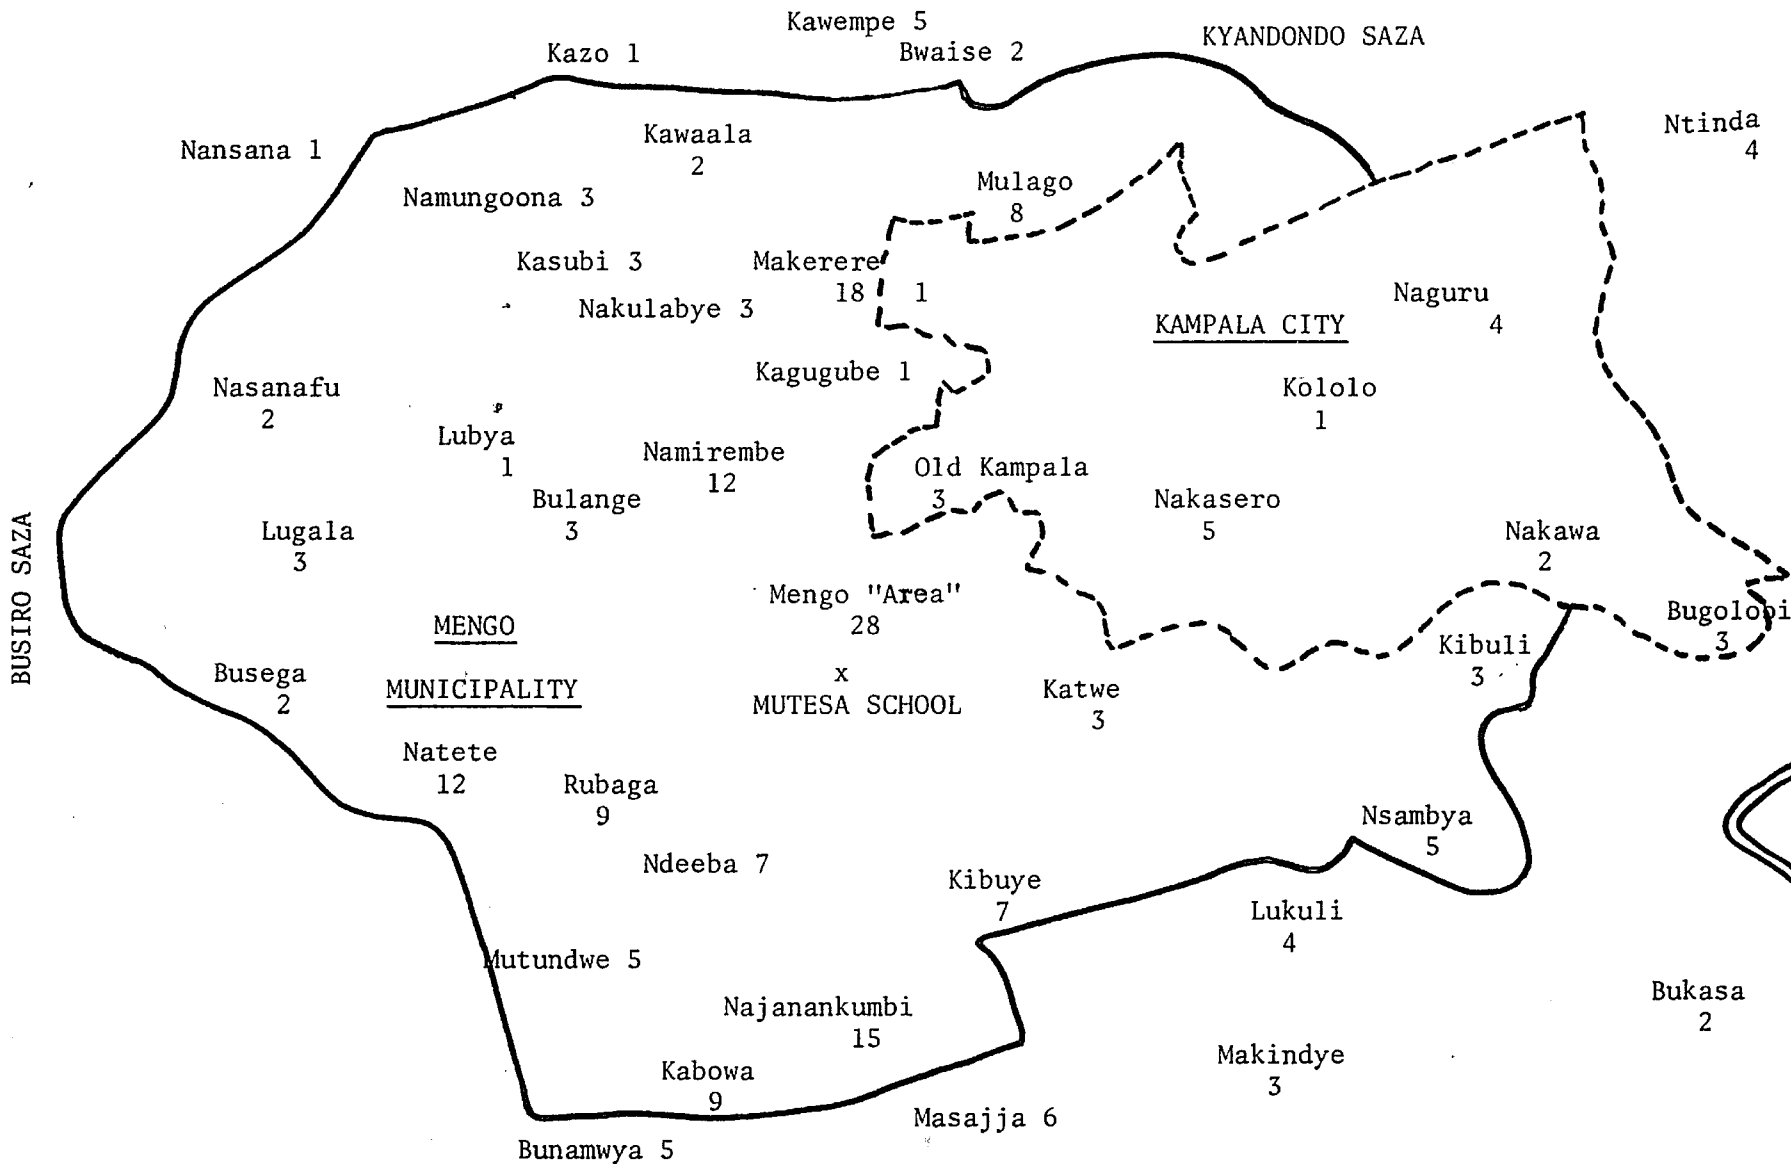 Kawempe 5
Kazo 1
Bwaise 2
KYANDONDO SAZA
Nansana 1
Kawaala
2
Ntinda
4
Namungoona 3
Mulago
8
Kasubi 3
Makerere
18
1
Nakulabye 3
Naguru
4
KAMPALA CITY
Kagugube 1
Nasanafu
2
Kololo
1
Lubya
1
Namirembe
12
Old Kampala
3
Bulange
3
Nakasero
5
Lugala
3
Nakawa
2
BUSIRO SAZA
Mengo "Area"
28
MENGO
Bugolobi
3
Kibuli
3
Busega
2
MUNICIPALITY
x
MUTESA SCHOOL
Katwe
3
Natete
12
Rubaga
9
Nsambya
5
Ndeeba 7
Kibuye
7
Lukuli
4
Mutundwe 5
Najanankumbi
15
Bukasa
2
Makindye
3
Kabowa
9
Masajja 6
Bunamwya 5